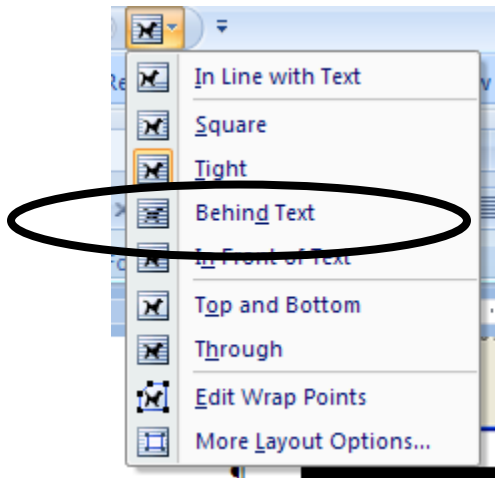 In Line with Text
Square
Tight
Behind Text
In Front of Text
Top and Bottom
Through
Edit Wrap Points
More Layout Options...